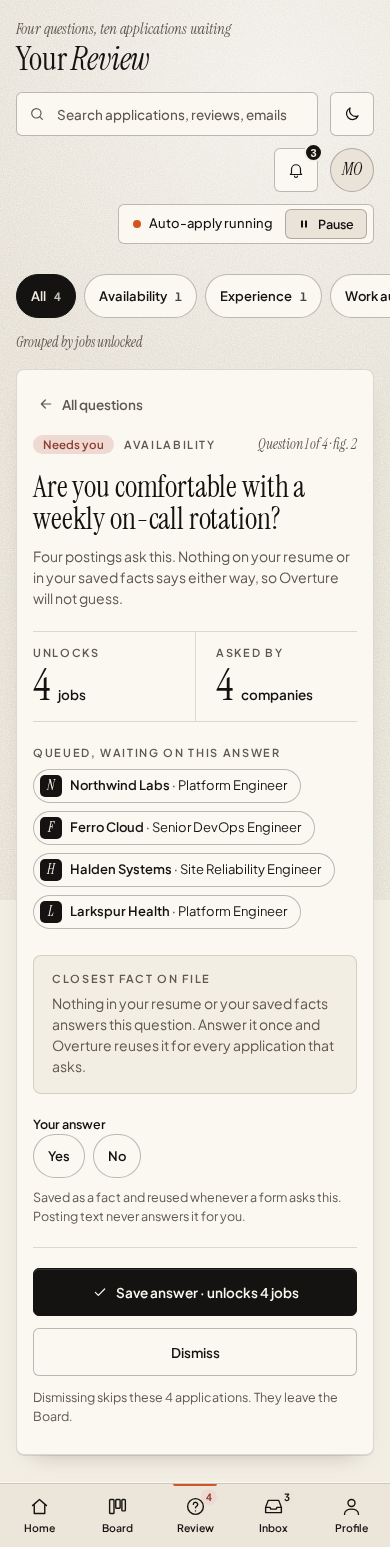 Four questions, ten applications waiting
Your Review
Search applications, reviews, emails
3
MO
Auto-apply running
Pause
All 4
Availability 1
Experience 1
Work au
Grouped by jobs unlocked
All questions
Needs you
AVAILABILITY
Question 1 of 4 · fig. 2
Are you comfortable with a
weekly on-call rotation?
Four postings ask this. Nothing on your resume or
in your saved facts says either way, so Overture
will not guess.
UNLOCKS
4 jobs
ASKED BY
4 companies
QUEUED, WAITING ON THIS ANSWER
N Northwind Labs · Platform Engineer
F Ferro Cloud · Senior DevOps Engineer
H Halden Systems · Site Reliability Engineer
L Larkspur Health · Platform Engineer
CLOSEST FACT ON FILE
Nothing in your resume or your saved facts
answers this question. Answer it once and
Overture reuses it for every application that
asks.
Your answer
Yes
No
Saved as a fact and reused whenever a form asks this.
Posting text never answers it for you.
Save answer · unlocks 4 jobs
Dismiss
Dismissing skips these 4 applications. They leave the
Board.
Home
Board
4
Review
3
Inbox
Profile